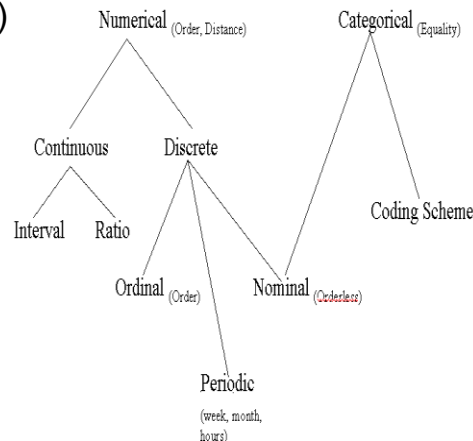 )
Numerical (Order, Distance)
Categorical (Equality)
Continuous
Discrete
Interval
Ratio
Coding Scheme
Ordinal (Order)
Nominal (Orderless)
Periodic
(week, month,
hours)